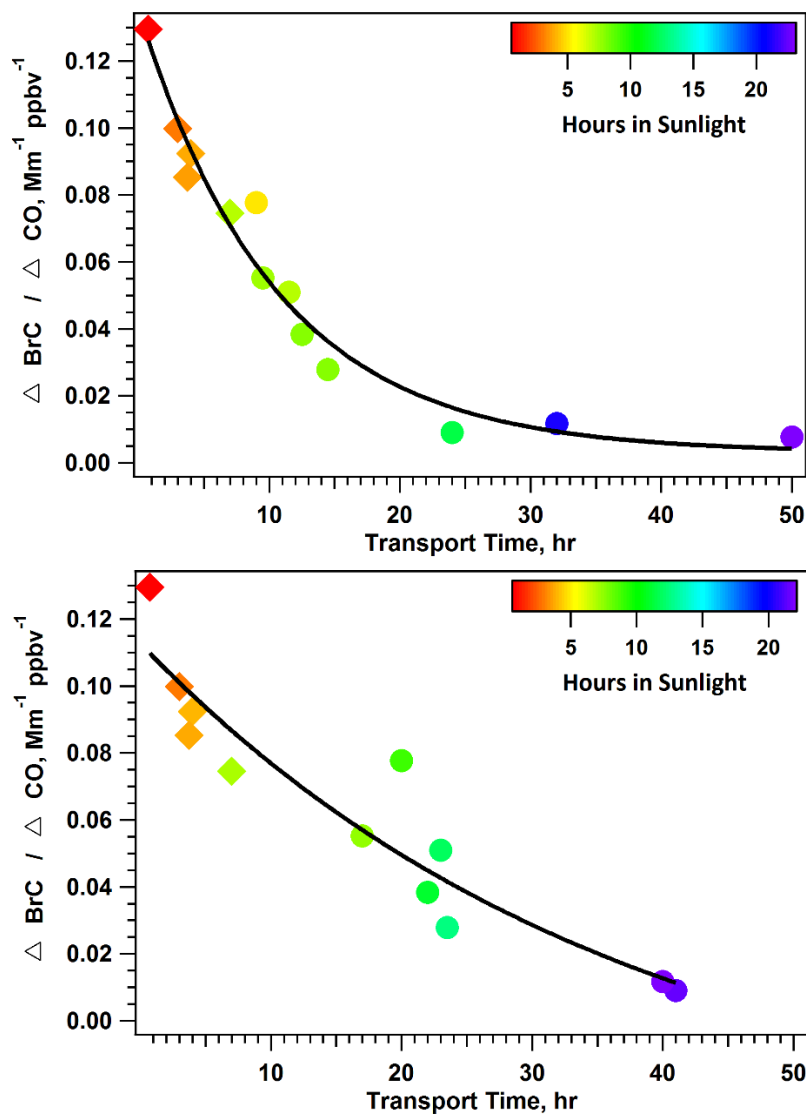 0.12
0.10
0.08
0.06
0.04
0.02
0.00
△ BrC / △ CO, Mm⁻¹ ppbv⁻¹
5 10 15 20
Hours in Sunlight
10 20 30 40 50
Transport Time, hr
0.12
0.10
0.08
0.06
0.04
0.02
0.00
△ BrC / △ CO, Mm⁻¹ ppbv⁻¹
5 10 15 20
Hours in Sunlight
10 20 30 40 50
Transport Time, hr